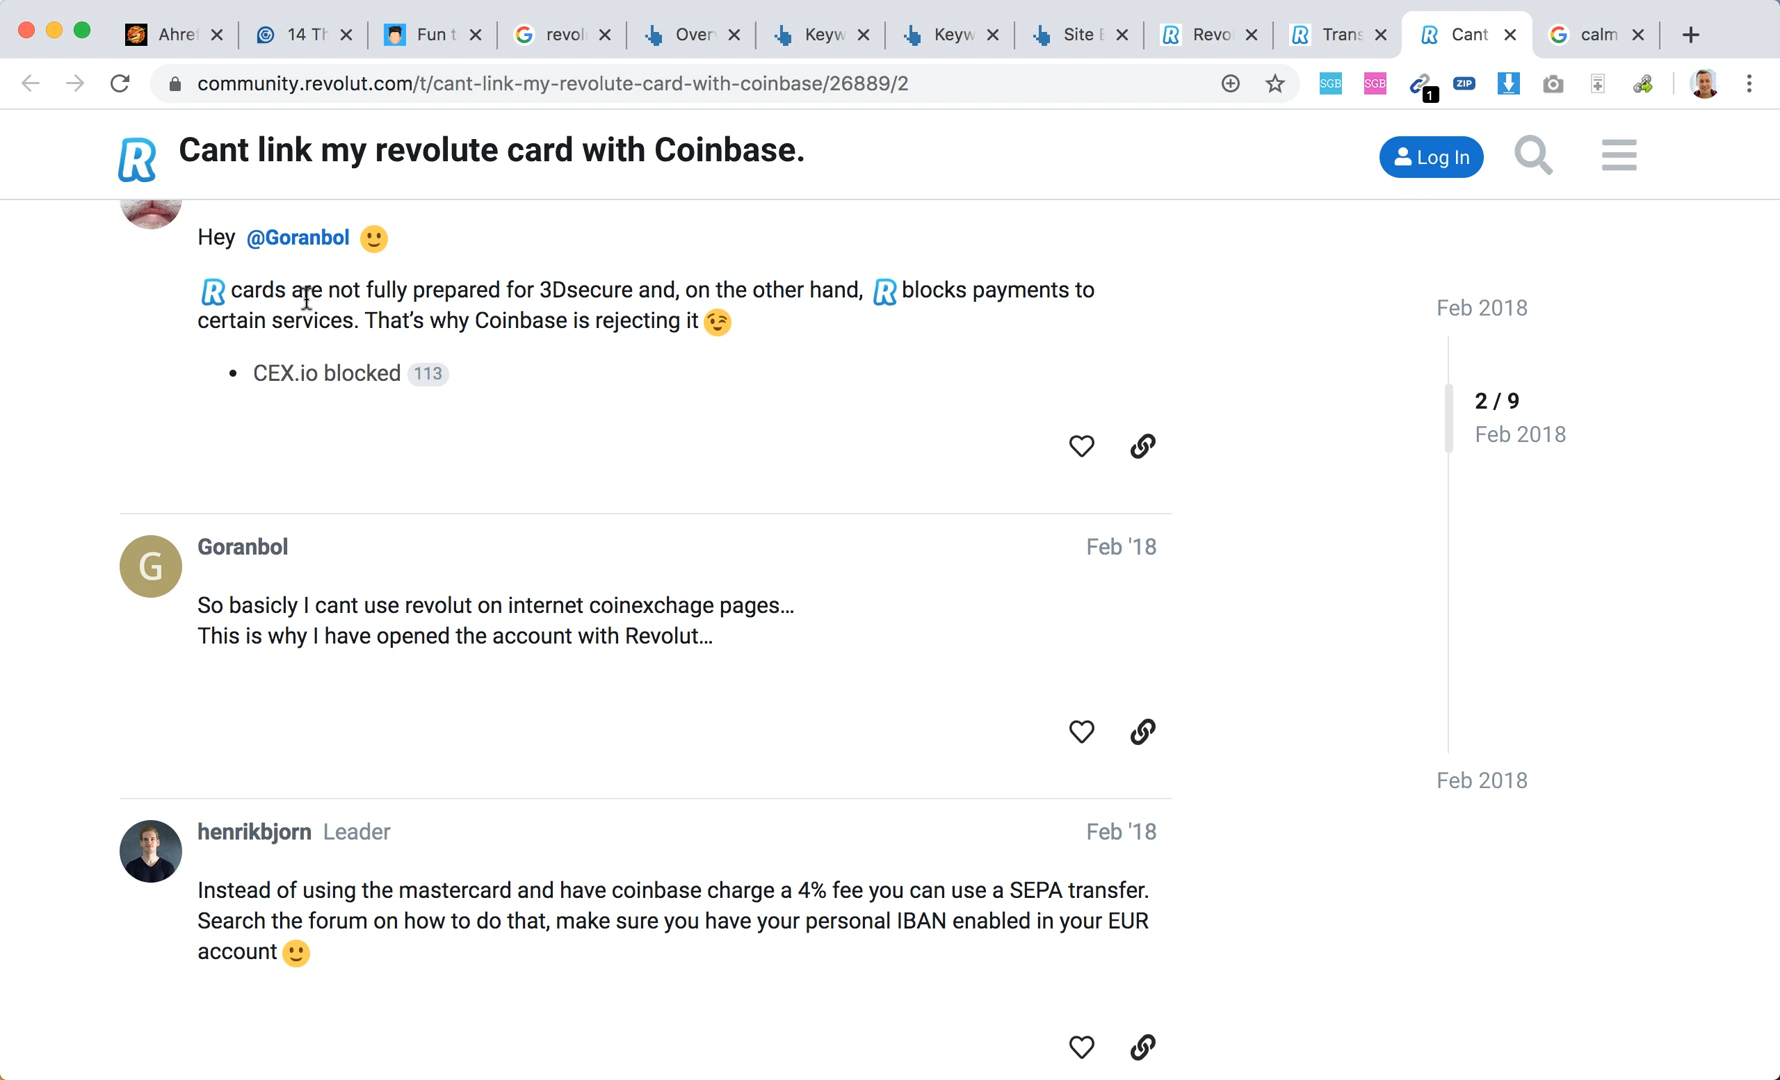 Ahre
14 Th
Fun t
revol
Over
Keyw
Keyw
Site E
Revo
Trans
Cant
calm
community.revolut.com/t/cant-link-my-revolute-card-with-coinbase/26889/2
SGB
SGB
1
ZIP
R Cant link my revolute card with Coinbase.
Log In
Hey @Goranbol
R cards are not fully prepared for 3Dsecure and, on the other hand, R blocks payments to
certain services. That’s why Coinbase is rejecting it
• CEX.io blocked 113
Feb 2018
2 / 9
Feb 2018
Feb 2018
G
Goranbol
Feb '18
So basicly I cant use revolut on internet coinexchage pages...
This is why I have opened the account with Revolut...
henrikbjorn Leader
Feb '18
Instead of using the mastercard and have coinbase charge a 4% fee you can use a SEPA transfer.
Search the forum on how to do that, make sure you have your personal IBAN enabled in your EUR
account